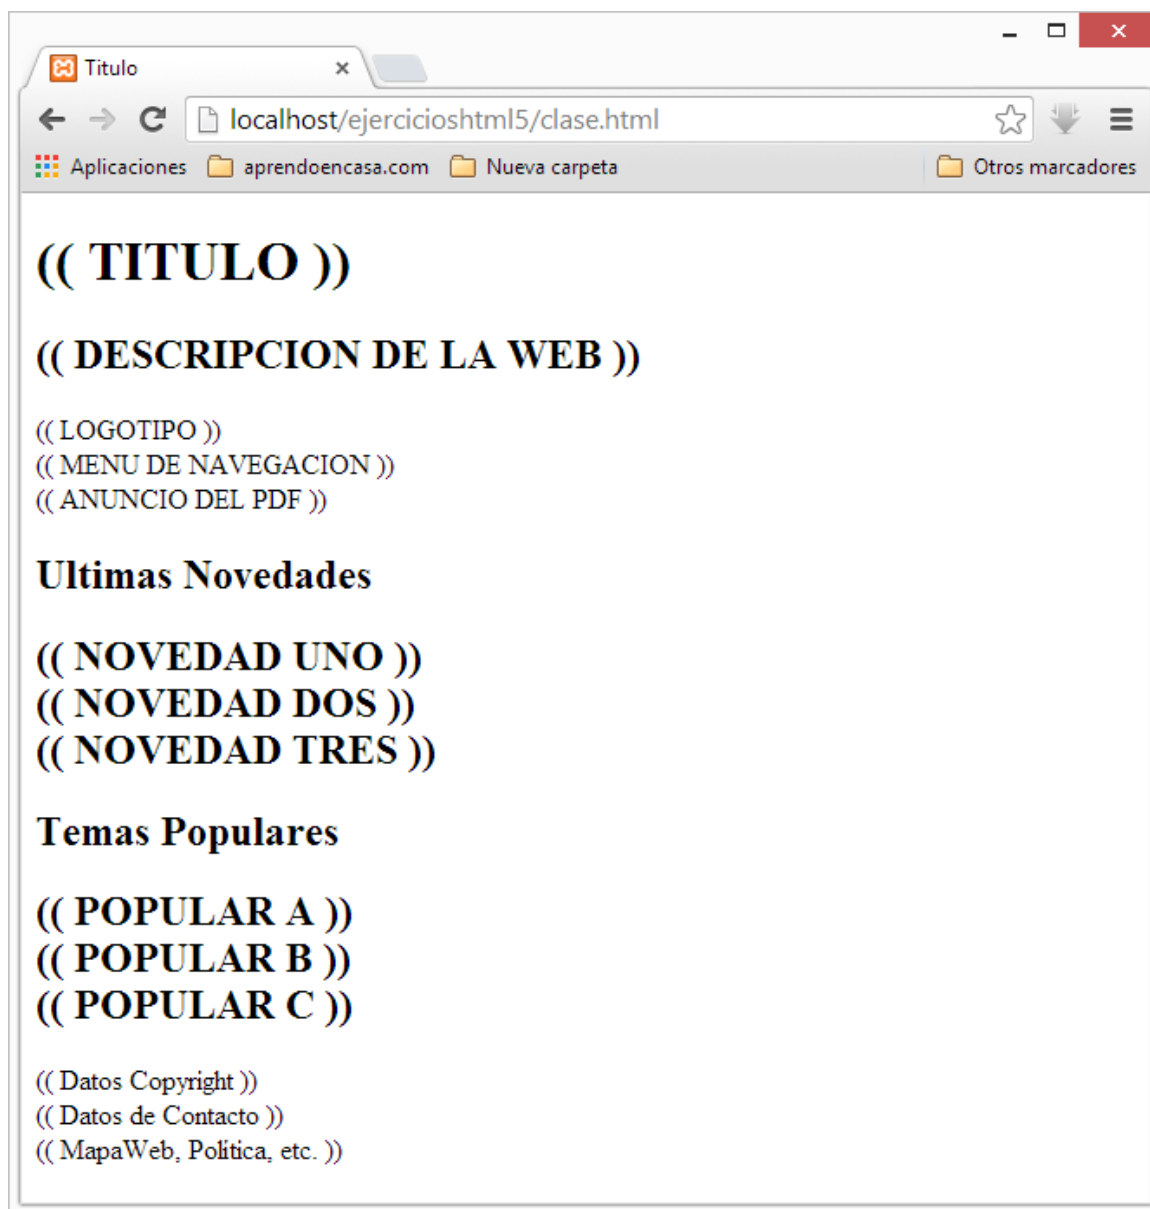 Titulo
localhost/ejercicioshtml5/clase.html
Aplicaciones aprendoencasa.com Nueva carpeta Otros marcadores
(( TITULO ))
(( DESCRIPCION DE LA WEB ))
(( LOGOTIPO ))
(( MENU DE NAVEGACION ))
(( ANUNCIO DEL PDF ))
Ultimas Novedades
(( NOVEDAD UNO ))
(( NOVEDAD DOS ))
(( NOVEDAD TRES ))
Temas Populares
(( POPULAR A ))
(( POPULAR B ))
(( POPULAR C ))
(( Datos Copyright ))
(( Datos de Contacto ))
(( MapaWeb, Política, etc. ))